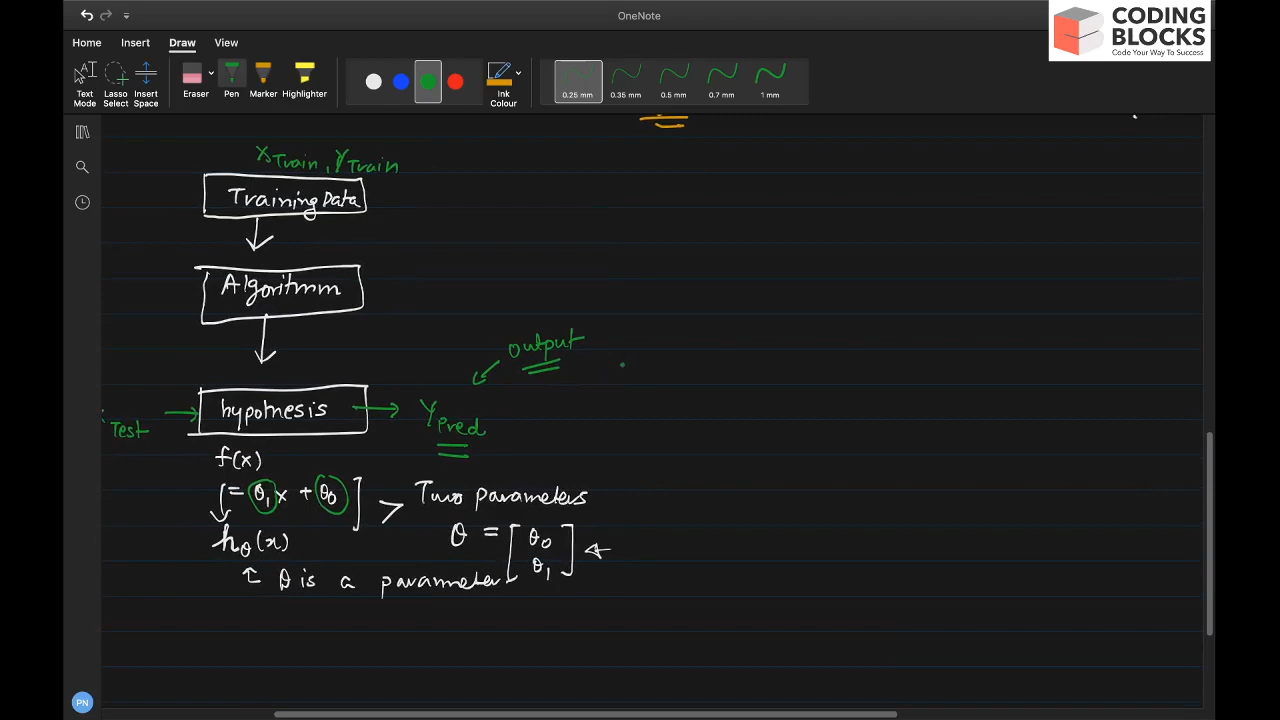 OneNote
CODING
BLOCKS
Code Your Way To Success
Home Insert Draw View
Text Mode
Lasso Select
Insert Space
Eraser
Pen
Marker
Highlighter
Ink Colour
0.25 mm 0.35 mm 0.5 mm 0.7 mm 1 mm
XTrain, YTrain
Training Data
Algorithm
output
hypothesis
Test
YPred
f(x)
= θ1x + θ0 ] > Two parameters
hθ(x)
θ = [θ0 θ1]
θ is a parameter
PN